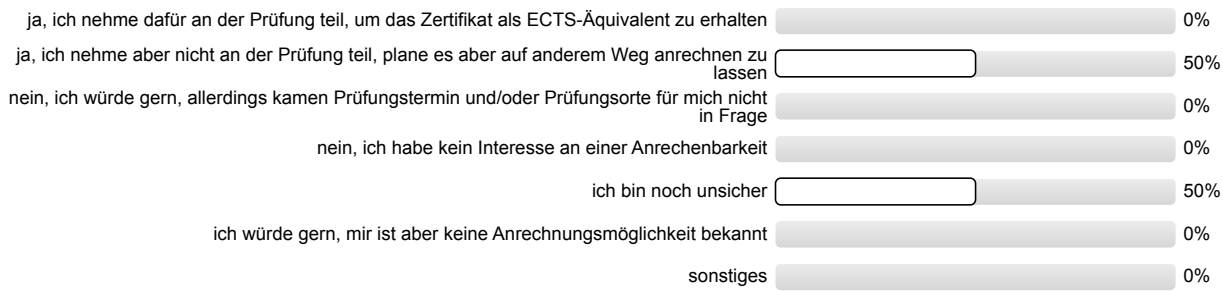 ja, ich nehme dafür an der Prüfung teil, um das Zertifikat als ECTS-Äquivalent zu erhalten 0%
ja, ich nehme aber nicht an der Prüfung teil, plane es aber auf anderem Weg anrechnen zu
lassen 50%
nein, ich würde gern, allerdings kamen Prüfungstermin und/oder Prüfungsorte für mich nicht
in Frage 0%
nein, ich habe kein Interesse an einer Anrechenbarkeit 0%
ich bin noch unsicher 50%
ich würde gern, mir ist aber keine Anrechnungsmöglichkeit bekannt 0%
sonstiges 0%